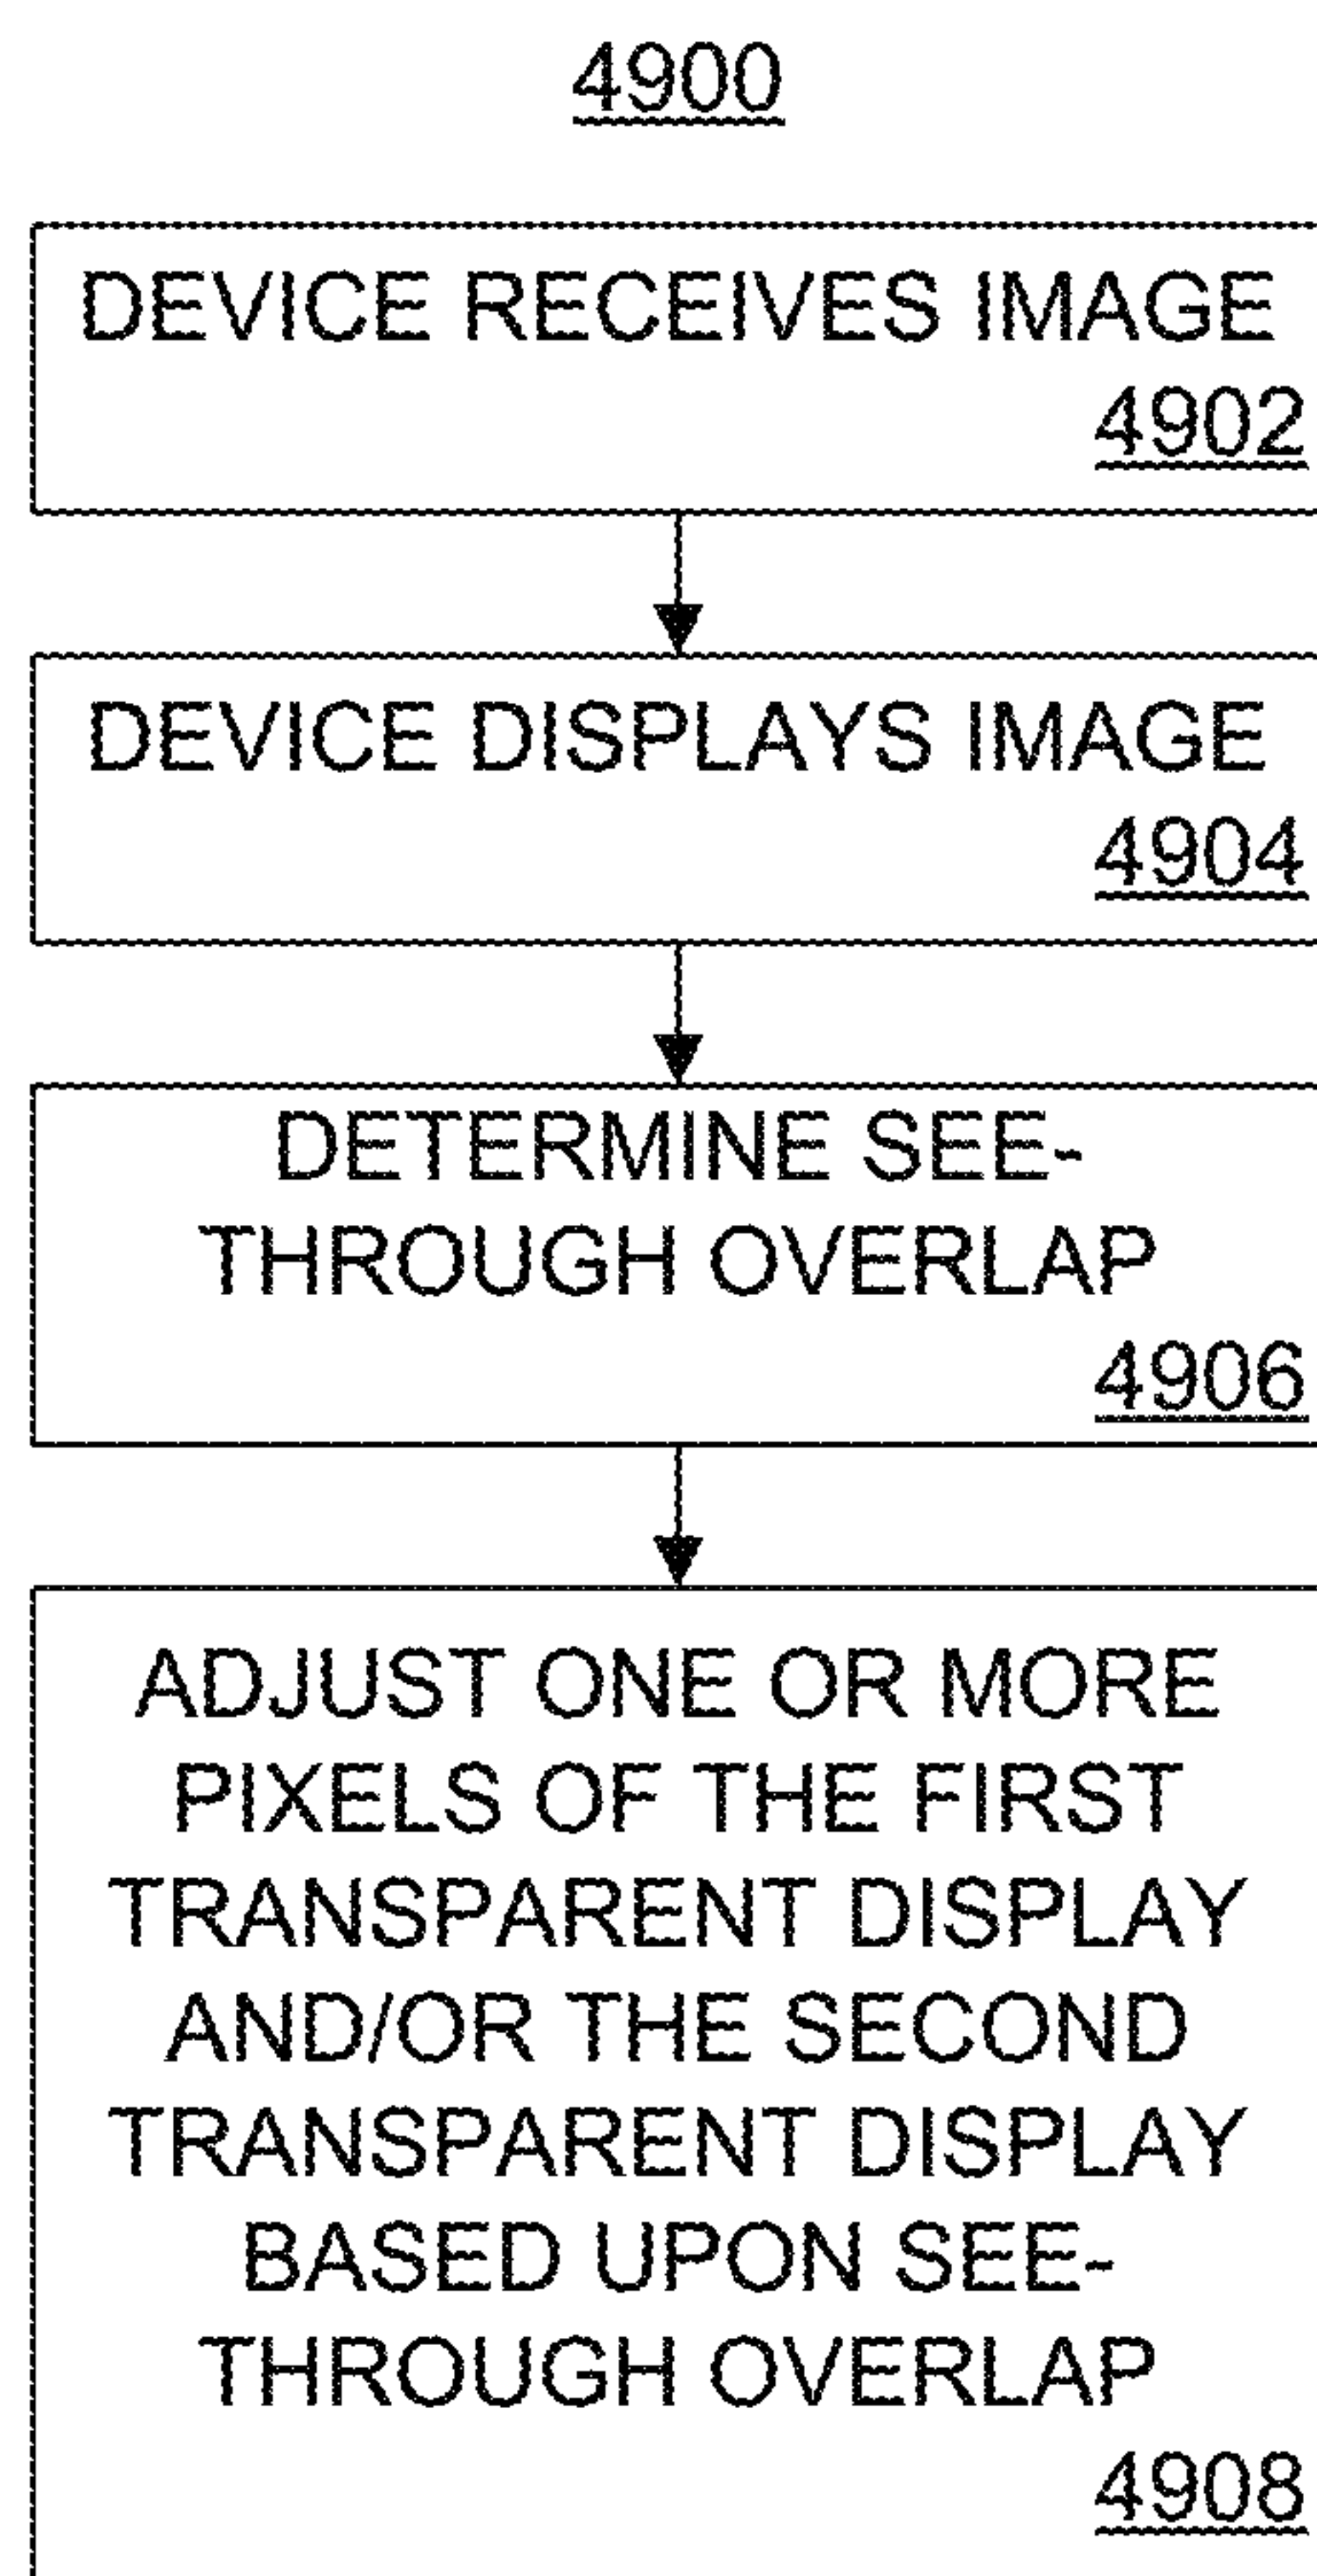 4900
DEVICE RECEIVES IMAGE
4902
DEVICE DISPLAYS IMAGE
4904
DETERMINE SEE-
THROUGH OVERLAP
4906
ADJUST ONE OR MORE
PIXELS OF THE FIRST
TRANSPARENT DISPLAY
AND/OR THE SECOND
TRANSPARENT DISPLAY
BASED UPON SEE-
THROUGH OVERLAP
4908